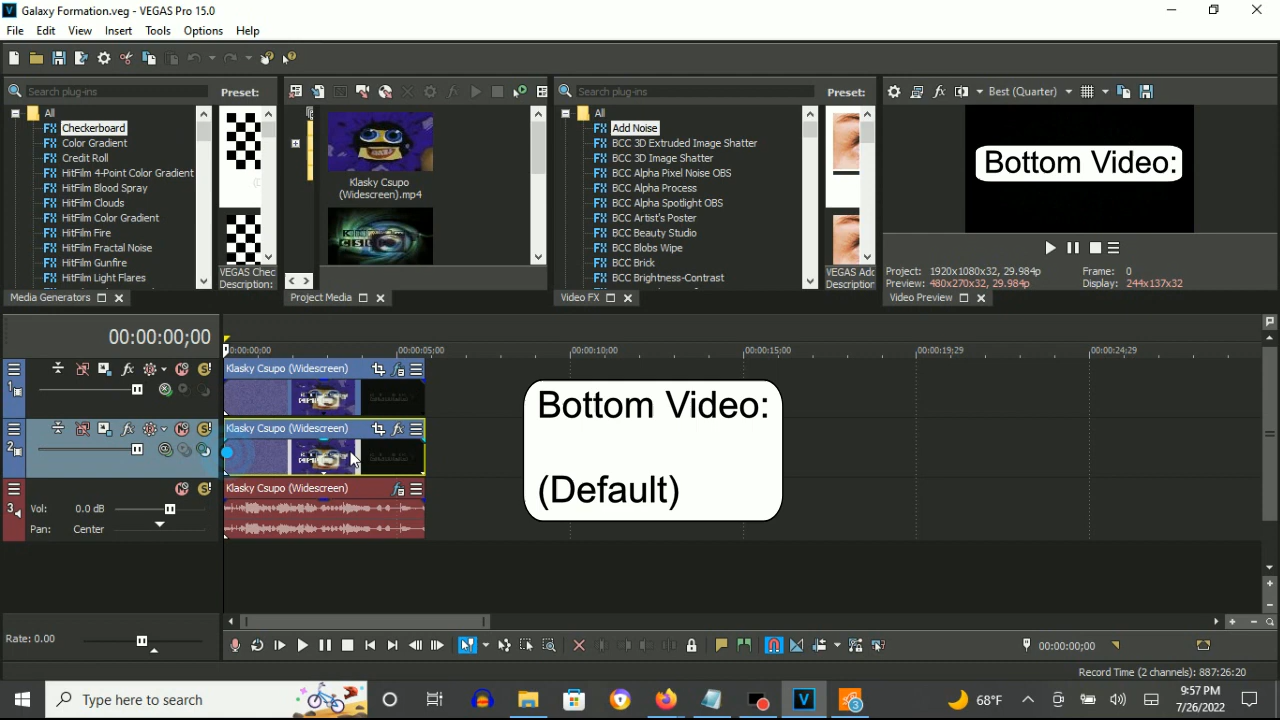 Galaxy Formation.veg - VEGAS Pro 15.0
File Edit View Insert Tools Options Help
Search plug-ins
Preset:
All
Checkerboard
Color Gradient
Credit Roll
HitFilm 4-Point Color Gradient
HitFilm Blood Spray
HitFilm Clouds
HitFilm Color Gradient
HitFilm Fire
HitFilm Fractal Noise
HitFilm Gunfire
HitFilm Light Flares
VEGAS Chec
Description:
Media Generators
Klasky Csupo
(Widescreen).mp4
Project Media
Search plug-ins
Preset:
All
Add Noise
BCC 3D Extruded Image Shatter
BCC 3D Image Shatter
BCC Alpha Pixel Noise OBS
BCC Alpha Process
BCC Alpha Spotlight OBS
BCC Artist's Poster
BCC Beauty Studio
BCC Blobs Wipe
BCC Brick
BCC Brightness-Contrast
VEGAS Add
Description
Video FX
Best (Quarter)
Bottom Video:
Project: 1920x1080x32, 29.984p
Frame: 0
Preview: 480x270x32, 29.984p
Display: 244x137x32
Video Preview
00:00:00;00
00:00:00;00 00:00:05;00 00:00:10;00 00:00:15;00 00:00:19;29 00:00:24;29
1
Klasky Csupo (Widescreen)
2
Klasky Csupo (Widescreen)
3
Vol: 0.0 dB
Pan: Center
Klasky Csupo (Widescreen)
Bottom Video:
(Default)
Rate: 0.00
00:00:00;00
Record Time (2 channels): 887:26:20
Type here to search
3
68°F
9:57 PM
7/26/2022